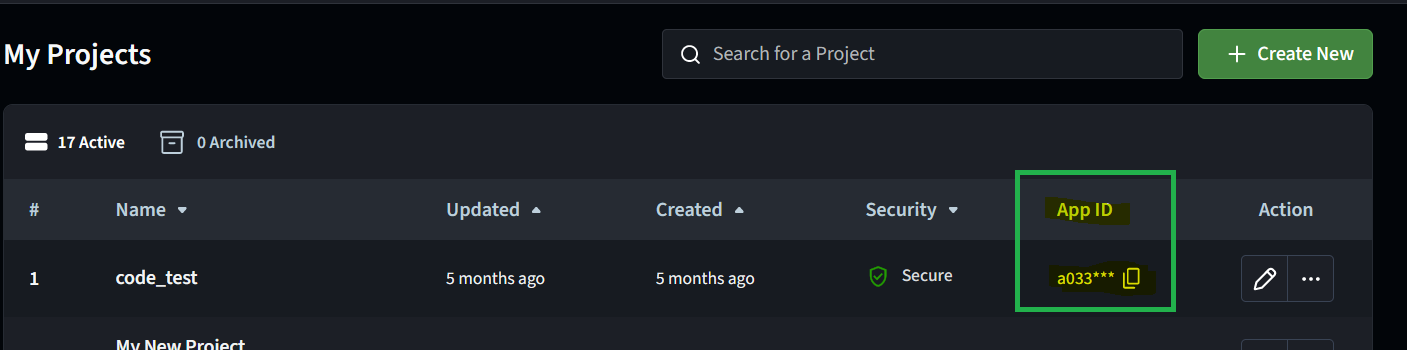 My Projects
Search for a Project
Create New
17 Active
0 Archived
# Name Updated Created Security App ID Action
1 code_test 5 months ago 5 months ago Secure a033***
My New Project